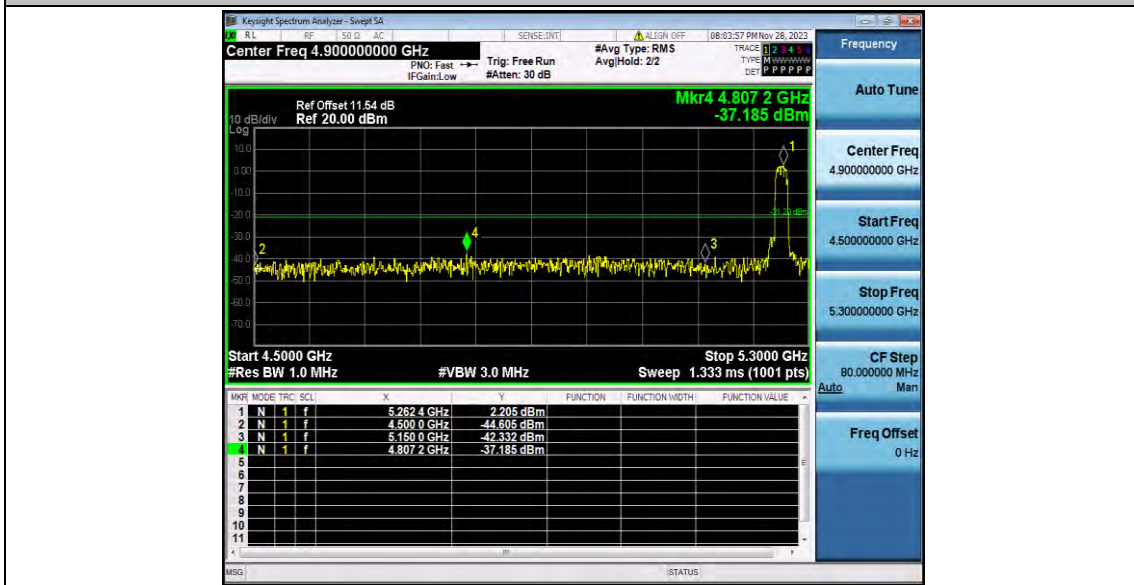 Keysight Spectrum Analyzer - Swept SA
RL RF 50 Ω AC SENSE:INT ALIGN OFF 08:03:57 PM Nov 28, 2023
Center Freq 4.900000000 GHz
PNO: Fast
IFGain:Low
Trig: Free Run
#Atten: 30 dB
#Avg Type: RMS
Avg|Hold: 2/2
TRACE 1 2 3 4 5 6
TYPE M WWWWW
DET P P P P P P
Mkr4 4.807 2 GHz
-37.185 dBm
Ref Offset 11.54 dB
10 dB/div Ref 20.00 dBm
Log
10.0
0.00
-10.0
-20.0
-30.0
-40.0
-50.0
-60.0
-70.0
1
2
3
4
Start 4.5000 GHz Stop 5.3000 GHz
#Res BW 1.0 MHz #VBW 3.0 MHz Sweep 1.333 ms (1001 pts)
MKR MODE TRC SCL X Y FUNCTION FUNCTION WIDTH FUNCTION VALUE
1 N 1 f 5.262 4 GHz 2.205 dBm
2 N 1 f 4.500 0 GHz -44.605 dBm
3 N 1 f 5.150 0 GHz -42.332 dBm
4 N 1 f 4.807 2 GHz -37.185 dBm
5
6
7
8
9
10
11
MSG STATUS
Frequency
Auto Tune
Center Freq
4.900000000 GHz
Start Freq
4.500000000 GHz
Stop Freq
5.300000000 GHz
CF Step
80.000000 MHz
Auto Man
Freq Offset
0 Hz